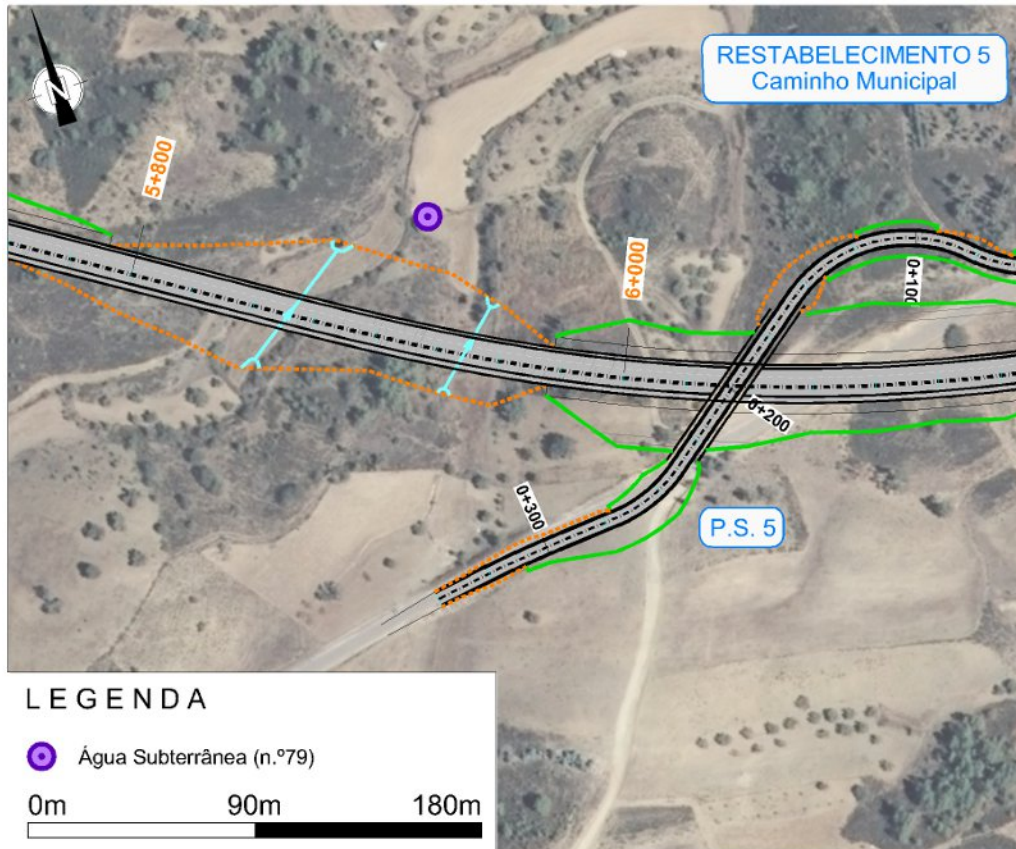 RESTABELECIMENTO 5
Caminho Municipal
N
5+800
6+000
0+100
0+200
0+300
P.S. 5
LEGENDA
Água Subterrânea (n.º79)
0m 90m 180m